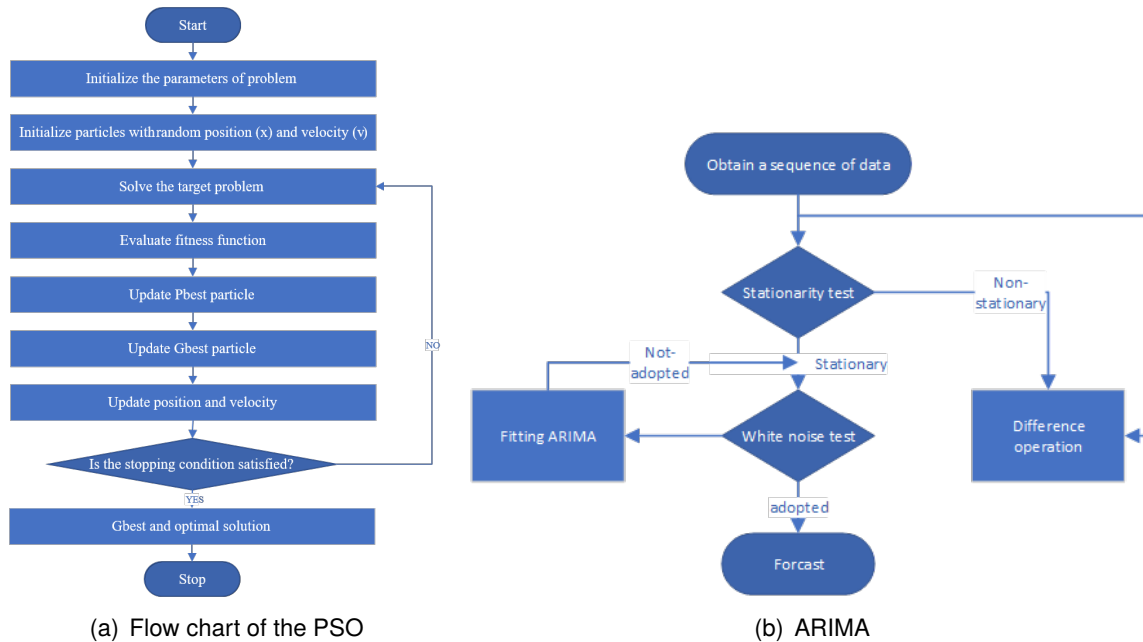 Start
Initialize the parameters of problem
Initialize particles withrandom position (x) and velocity (v)
Solve the target problem
Evaluate fitness function
Update Pbest particle
Update Gbest particle
NO
Update position and velocity
Is the stopping condition satisfied?
YES
Gbest and optimal solution
Stop
(a) Flow chart of the PSO
Obtain a sequence of data
Stationarity test
Non-
stationary
Not-
adopted
Stationary
Fitting ARIMA
White noise test
Difference
operation
adopted
Forcast
(b) ARIMA